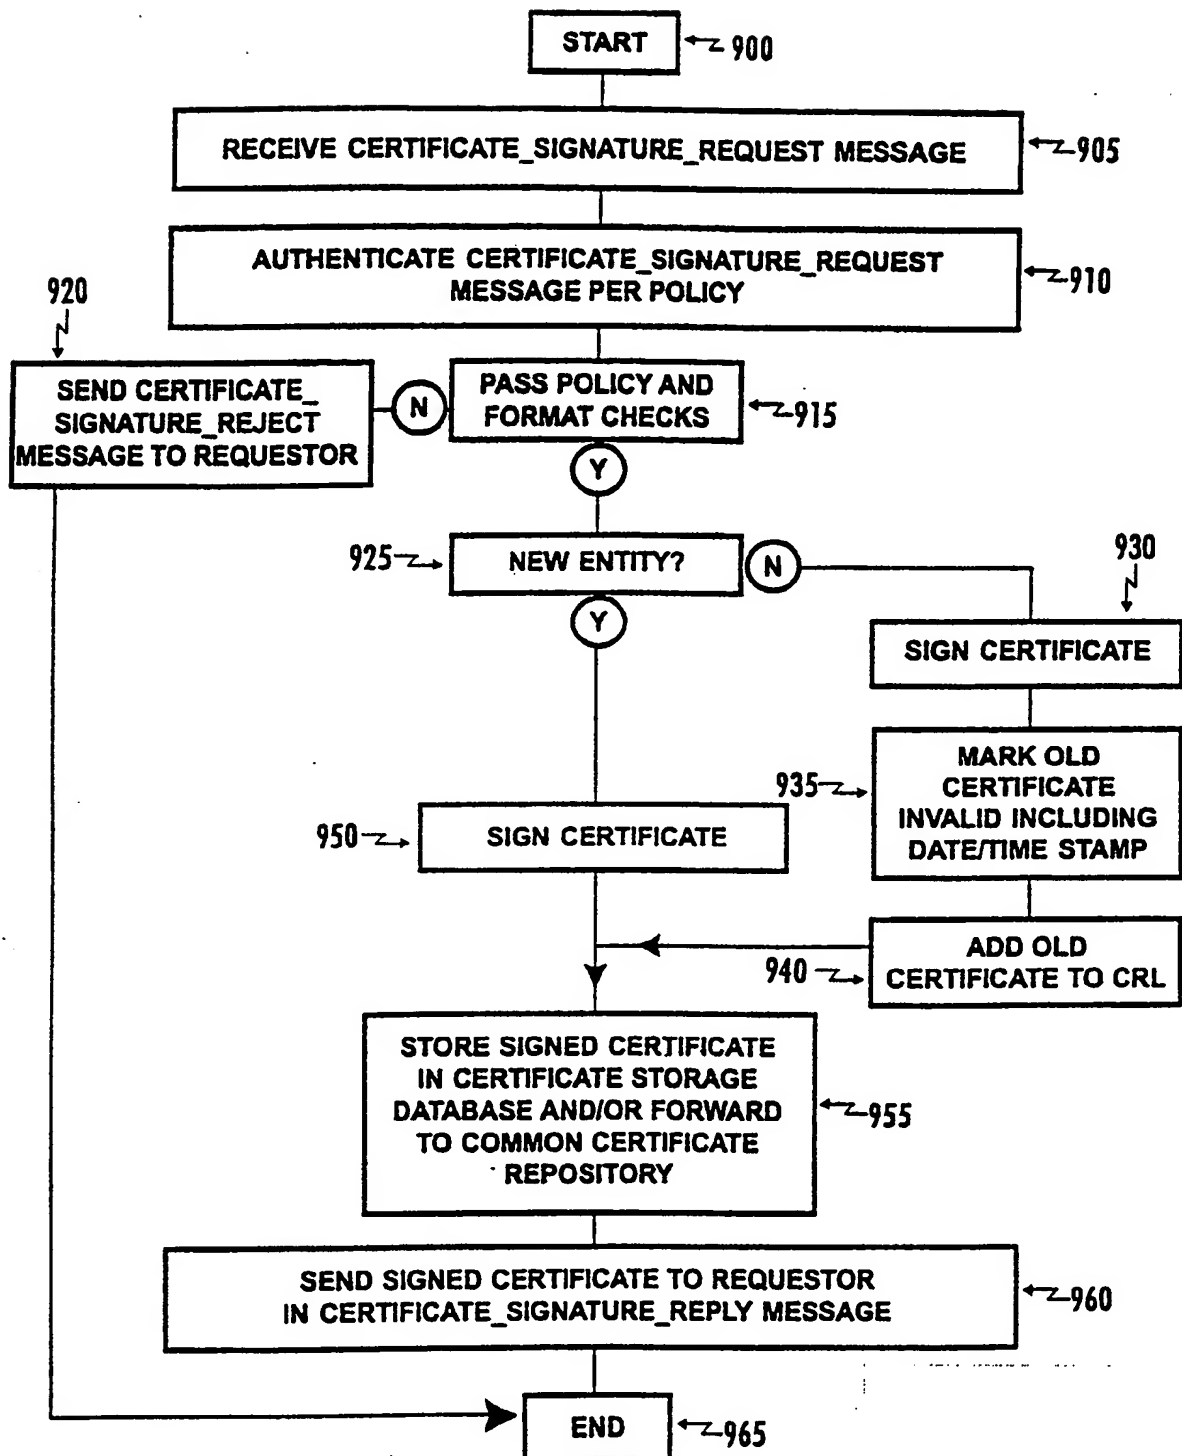 START
900
RECEIVE CERTIFICATE_SIGNATURE_REQUEST MESSAGE
905
AUTHENTICATE CERTIFICATE_SIGNATURE_REQUEST
MESSAGE PER POLICY
910
920
SEND CERTIFICATE_
SIGNATURE_REJECT
MESSAGE TO REQUESTOR
N
PASS POLICY AND
FORMAT CHECKS
915
Y
925
NEW ENTITY?
N
930
Y
SIGN CERTIFICATE
935
MARK OLD
CERTIFICATE
INVALID INCLUDING
DATE/TIME STAMP
950
SIGN CERTIFICATE
940
ADD OLD
CERTIFICATE TO CRL
STORE SIGNED CERTIFICATE
IN CERTIFICATE STORAGE
DATABASE AND/OR FORWARD
TO COMMON CERTIFICATE
REPOSITORY
955
SEND SIGNED CERTIFICATE TO REQUESTOR
IN CERTIFICATE_SIGNATURE_REPLY MESSAGE
960
END
965